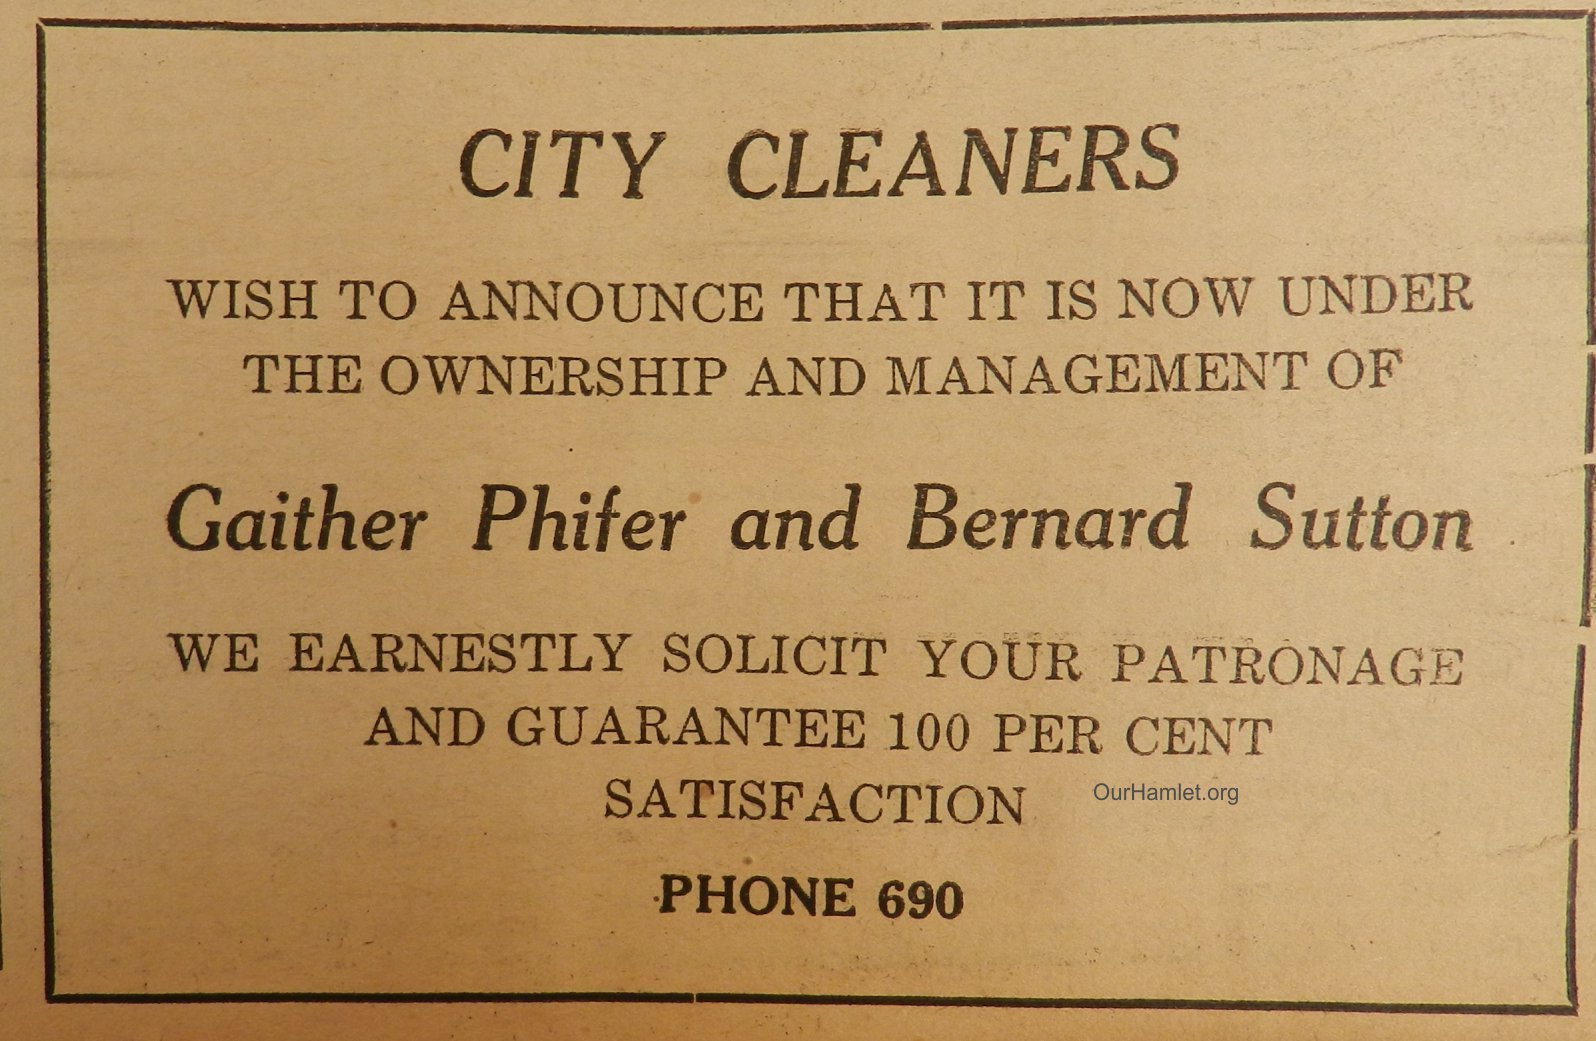 CITY CLEANERS
WISH TO ANNOUNCE THAT IT IS NOW UNDER
THE OWNERSHIP AND MANAGEMENT OF
Gaither Phifer and Bernard Sutton
WE EARNESTLY SOLICIT YOUR PATRONAGE
AND GUARANTEE 100 PER CENT
SATISFACTION
OurHamlet.org
PHONE 690